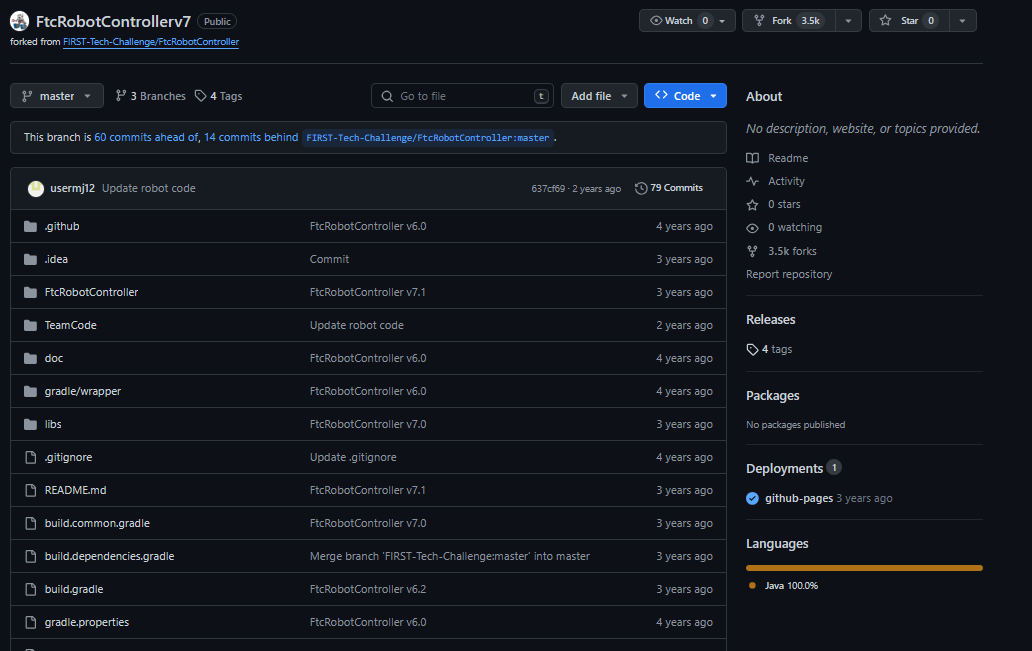 FtcRobotControllerv7 Public Watch 0 Fork 3.5k Star 0
forked from FIRST-Tech-Challenge/FtcRobotController
master 3 Branches 4 Tags Go to file t Add file Code
This branch is 60 commits ahead of, 14 commits behind FIRST-Tech-Challenge/FtcRobotController:master .
usermj12 Update robot code 637cf69 · 2 years ago 79 Commits
.github FtcRobotController v6.0 4 years ago
.idea Commit 3 years ago
FtcRobotController FtcRobotController v7.1 3 years ago
TeamCode Update robot code 2 years ago
doc FtcRobotController v6.0 4 years ago
gradle/wrapper FtcRobotController v6.0 4 years ago
libs FtcRobotController v7.0 3 years ago
.gitignore Update .gitignore 4 years ago
README.md FtcRobotController v7.1 3 years ago
build.common.gradle FtcRobotController v7.0 3 years ago
build.dependencies.gradle Merge branch 'FIRST-Tech-Challenge:master' into master 3 years ago
build.gradle FtcRobotController v6.2 3 years ago
gradle.properties FtcRobotController v6.0 4 years ago
About
No description, website, or topics provided.
Readme
Activity
0 stars
0 watching
3.5k forks
Report repository
Releases
4 tags
Packages
No packages published
Deployments 1
github-pages 3 years ago
Languages
Java 100.0%